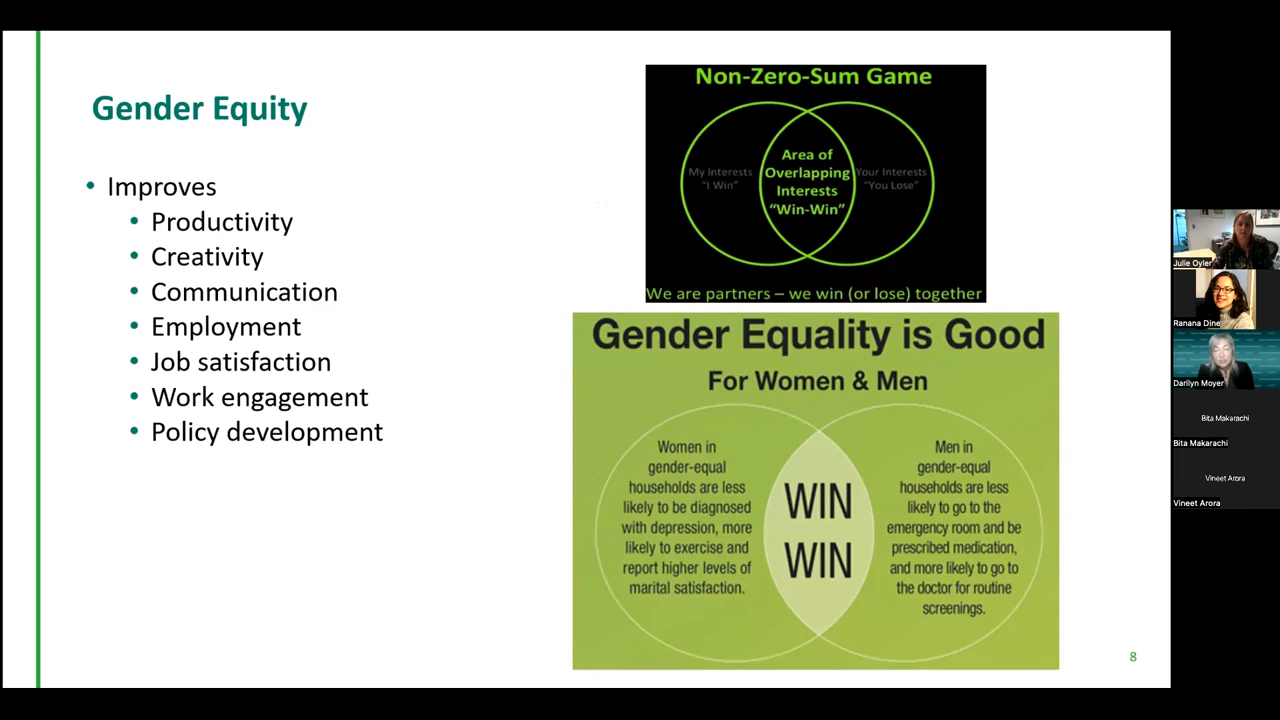 Gender Equity
• Improves
• Productivity
• Creativity
• Communication
• Employment
• Job satisfaction
• Work engagement
• Policy development
Non-Zero-Sum Game
My Interests
"I Win"
Area of
Overlapping
Interests
"Win-Win"
Your Interests
"You Lose"
We are partners – we win (or lose) together
Gender Equality is Good
For Women & Men
Women in
gender-equal
households are less
likely to be diagnosed
with depression, more
likely to exercise and
report higher levels of
marital satisfaction.
WIN
WIN
Men in
gender-equal
households are less
likely to go to the
emergency room and be
prescribed medication,
and more likely to go to
the doctor for routine
screenings.
8
Julie Oyler
Ranana Dine
Darilyn Moyer
Bita Makarachi
Bita Makarachi
Vineet Arora
Vineet Arora